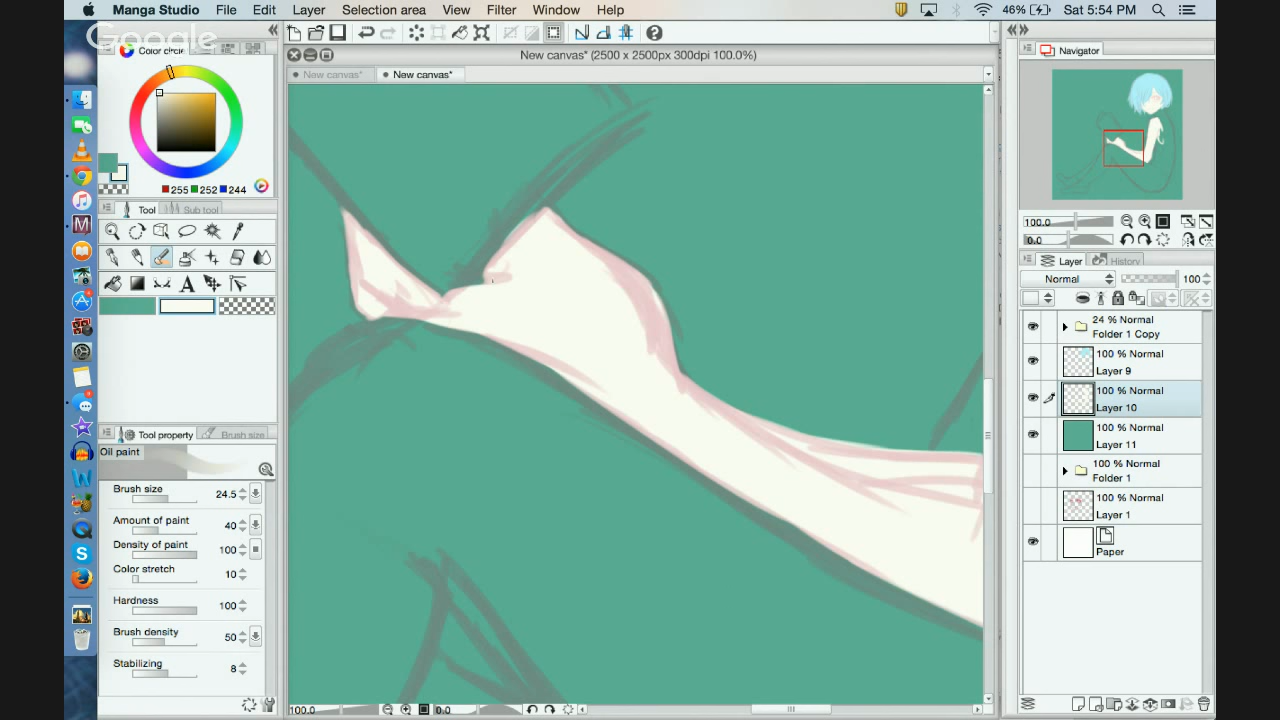 Manga Studio File Edit Layer Selection area View Filter Window Help
46% Sat 5:54 PM
Google
Color circle
New canvas* (2500 x 2500px 300dpi 100.0%)
New canvas* New canvas*
Navigator
255 252 244
Tool Sub tool
100.0
0.0
Layer History
Normal 100
24 % Normal
Folder 1 Copy
100 % Normal
Layer 9
100 % Normal
Layer 10
100 % Normal
Layer 11
100 % Normal
Folder 1
100 % Normal
Layer 1
Paper
Tool property Brush size
Oil paint
Brush size 24.5
Amount of paint 40
Density of paint 100
Color stretch 10
Hardness 100
Brush density 50
Stabilizing 8
100.0 0.0